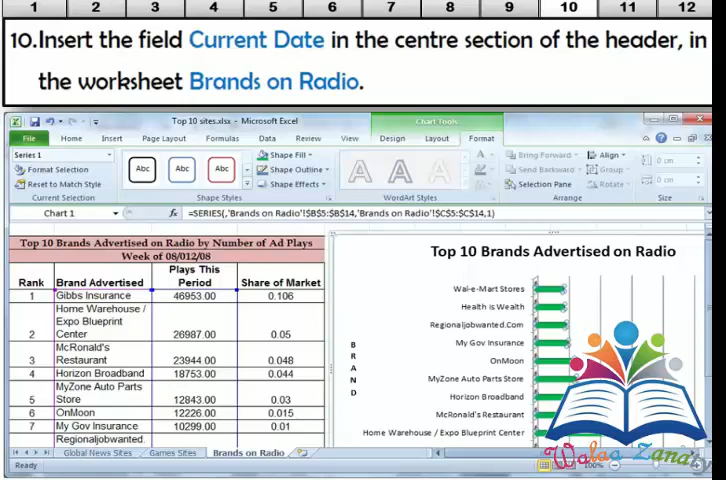 1 2 3 4 5 6 7 8 9 10 11 12
10.Insert the field Current Date in the centre section of the header, in
the worksheet Brands on Radio.
Top 10 sites.xlsx - Microsoft Excel
Chart Tools
File Home Insert Page Layout Formulas Data Review View Design Layout Format
Series 1
Format Selection
Reset to Match Style
Current Selection
Abc Abc Abc
Shape Fill
Shape Outline
Shape Effects
Shape Styles
A A A
WordArt Styles
Bring Forward
Send Backward
Selection Pane
Align
Group
Rotate
Arrange
0 cm
0 cm
Size
Chart 1 fx =SERIES(,'Brands on Radio'!$B$5:$B$14,'Brands on Radio'!$C$5:$C$14,1)
Top 10 Brands Advertised on Radio by Number of Ad Plays
Week of 08/012/08
Rank Brand Advertised Plays This Period Share of Market
1 Gibbs Insurance 46953.00 0.106
2 Home Warehouse / Expo Blueprint Center 26987.00 0.05
3 McRonald's Restaurant 23944.00 0.048
4 Horizon Broadband 18753.00 0.044
5 MyZone Auto Parts Store 12843.00 0.03
6 OnMoon 12226.00 0.015
7 My Gov Insurance 10299.00 0.01
Regionaljobwanted.
Top 10 Brands Advertised on Radio
BRAND
Wal-e-Mart Stores
Health is Wealth
Regionaljobwanted.Com
My Gov Insurance
OnMoon
MyZone Auto Parts Store
Horizon Broadband
McRonald's Restaurant
Home Warehouse / Expo Blueprint Center
Global News Sites Games Sites Brands on Radio
Ready
100%
Walaa Zanaty